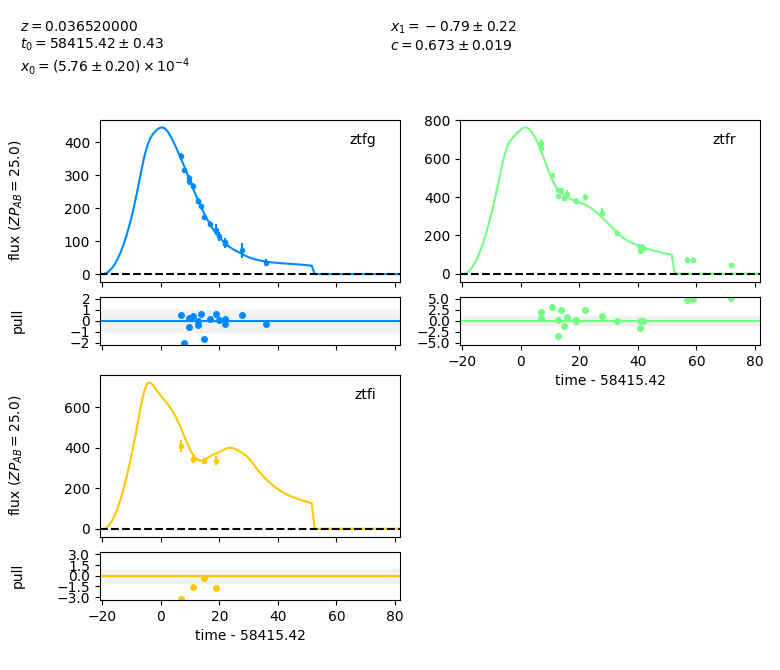 z = 0.036520000
t₀ = 58415.42 ± 0.43
x₀ = (5.76 ± 0.20) × 10⁻⁴
x₁ = −0.79 ± 0.22
c = 0.673 ± 0.019
ztfg
flux (ZP_AB = 25.0)
400
300
200
100
0
ztfr
800
600
400
200
0
pull
2
1
0
−1
−2
5.0
2.5
0.0
−2.5
−5.0
−20
0
20
40
60
80
time - 58415.42
ztfi
flux (ZP_AB = 25.0)
600
400
200
0
pull
3.0
1.5
0.0
−1.5
−3.0
−20
0
20
40
60
80
time - 58415.42